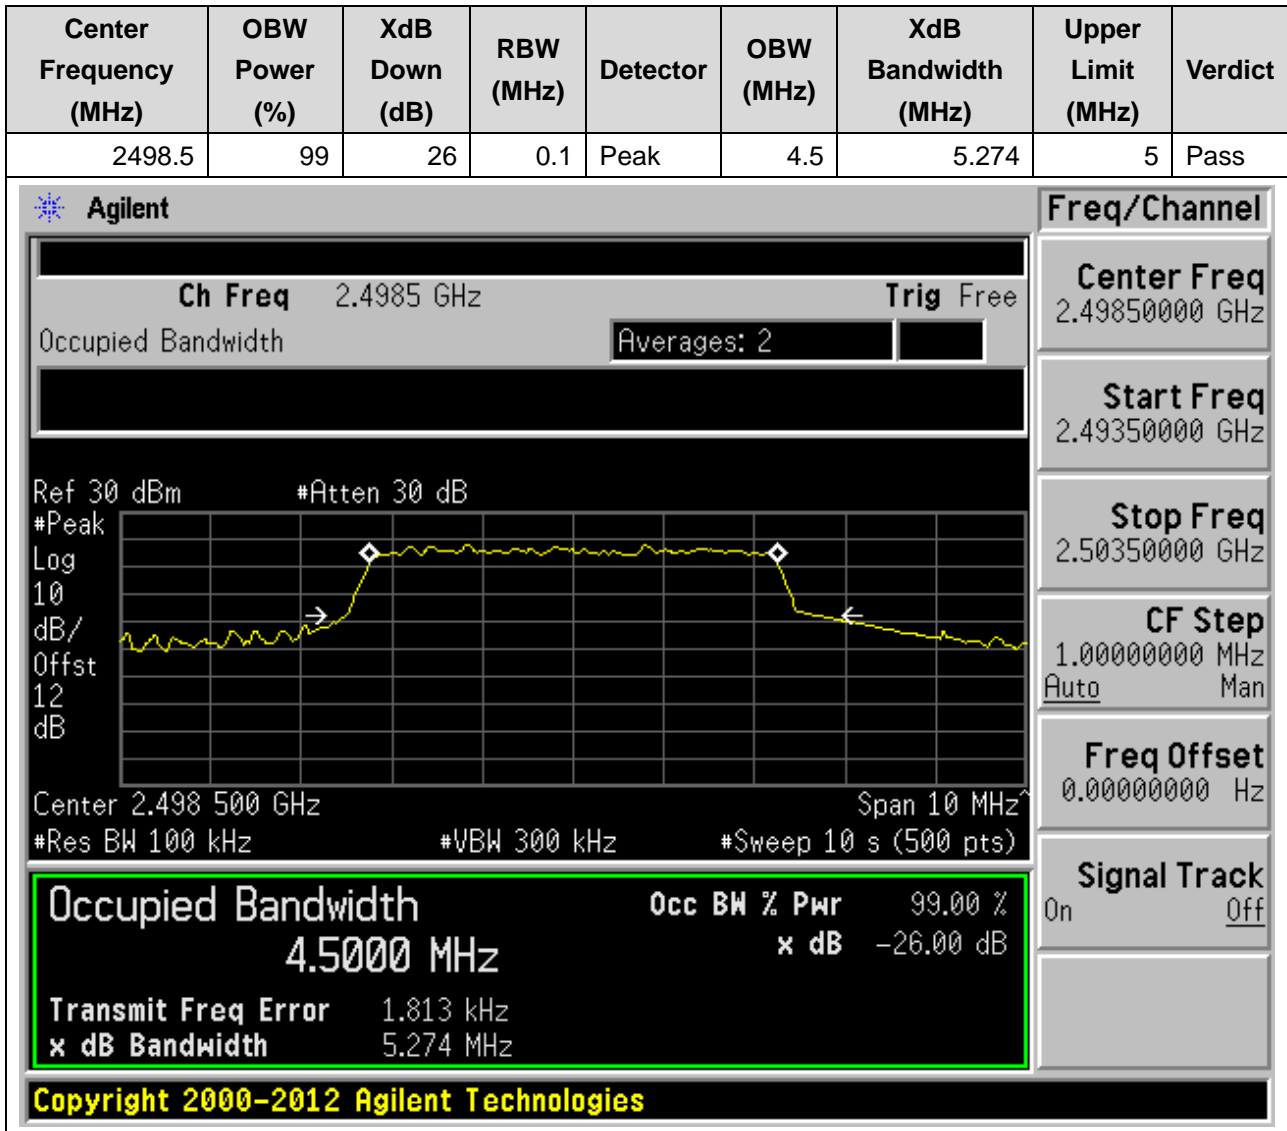 Center Frequency (MHz) OBW Power (%) XdB Down (dB) RBW (MHz) Detector OBW (MHz) XdB Bandwidth (MHz) Upper Limit (MHz) Verdict
2498.5 99 26 0.1 Peak 4.5 5.274 5 Pass
Agilent
Freq/Channel
Ch Freq 2.4985 GHz Trig Free
Occupied Bandwidth Averages: 2
Center Freq
2.49850000 GHz
Start Freq
2.49350000 GHz
Stop Freq
2.50350000 GHz
CF Step
1.00000000 MHz
Auto Man
Freq Offset
0.00000000 Hz
Signal Track
On Off
Ref 30 dBm #Atten 30 dB
#Peak
Log
10
dB/
Offst
12
dB
Center 2.498 500 GHz Span 10 MHz^
#Res BW 100 kHz #VBW 300 kHz #Sweep 10 s (500 pts)
Occupied Bandwidth Occ BW % Pwr 99.00 %
4.5000 MHz x dB -26.00 dB
Transmit Freq Error 1.813 kHz
x dB Bandwidth 5.274 MHz
Copyright 2000-2012 Agilent Technologies